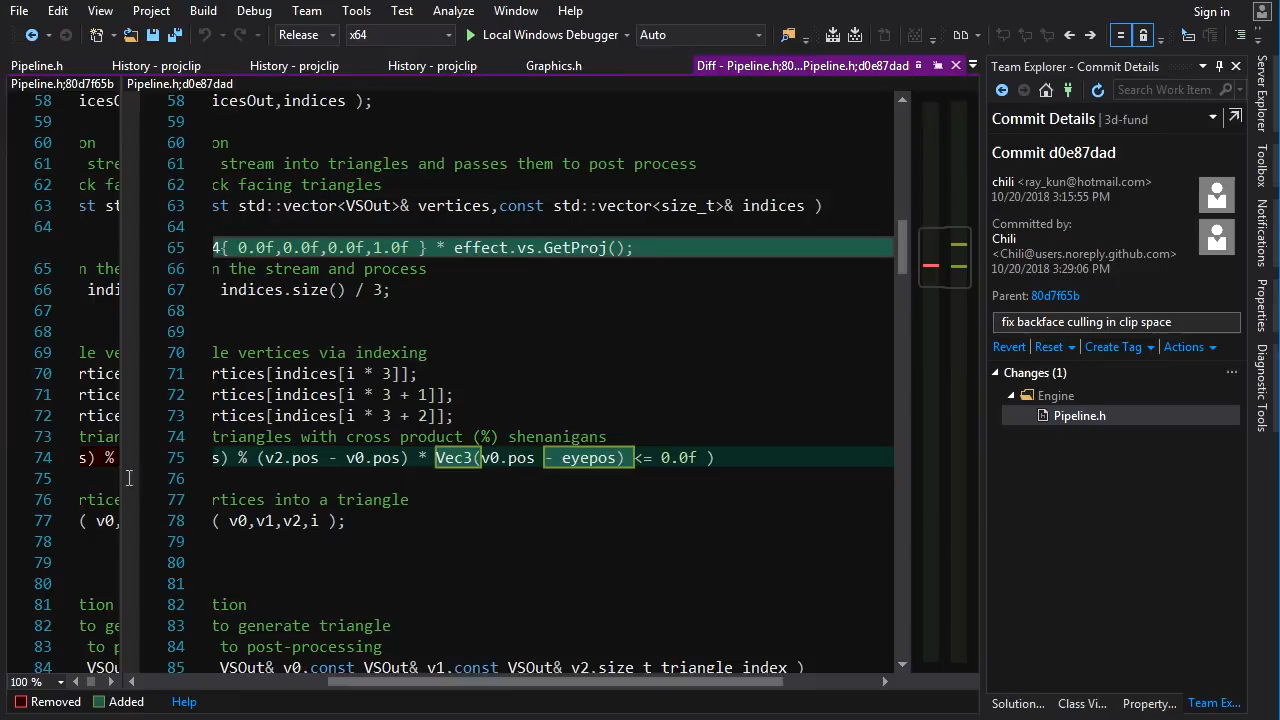 File Edit View Project Build Debug Team Tools Test Analyze Window Help Sign in
Release x64 Local Windows Debugger Auto
Pipeline.h History - projclip History - projclip History - projclip Graphics.h Diff - Pipeline.h;80...Pipeline.h;d0e87dad
Pipeline.h;80d7f65b Pipeline.h;d0e87dad
58 icesO 58 icesOut,indices );
59 59
60 on 60 on
61 stre 61 stream into triangles and passes them to post process
62 ck fa 62 ck facing triangles
63 st st 63 st std::vector<VSOut>& vertices,const std::vector<size_t>& indices )
64 64
65 4{ 0.0f,0.0f,0.0f,1.0f } * effect.vs.GetProj();
65 n the 66 n the stream and process
66 indi 67 indices.size() / 3;
67 68
68 69
69 le ve 70 le vertices via indexing
70 rtice 71 rtices[indices[i * 3]];
71 rtice 72 rtices[indices[i * 3 + 1]];
72 rtice 73 rtices[indices[i * 3 + 2]];
73 trian 74 triangles with cross product (%) shenanigans
74 s) % 75 s) % (v2.pos - v0.pos) * Vec3(v0.pos - eyepos) <= 0.0f )
75 76
76 rtice 77 rtices into a triangle
77 ( v0, 78 ( v0,v1,v2,i );
78 79
79 80
80 81
81 tion 82 tion
82 to ge 83 to generate triangle
83 to p 84 to post-processing
84 VSOu 85 VSOut& v0,const VSOut& v1,const VSOut& v2,size_t triangle_index )
100 %
Removed Added Help
Team Explorer - Commit Details
Search Work Item
Commit Details | 3d-fund
Commit d0e87dad
chili <ray_kun@hotmail.com>
10/20/2018 3:15:55 PM
Committed by:
Chili
<Chili@users.noreply.github.com>
10/20/2018 3:29:06 PM
Parent: 80d7f65b
fix backface culling in clip space
Revert Reset Create Tag Actions
Changes (1)
Engine
Pipeline.h
Solution... Class Vi... Property... Team Ex...
Server Explorer
Toolbox
Notifications
Properties
Diagnostic Tools